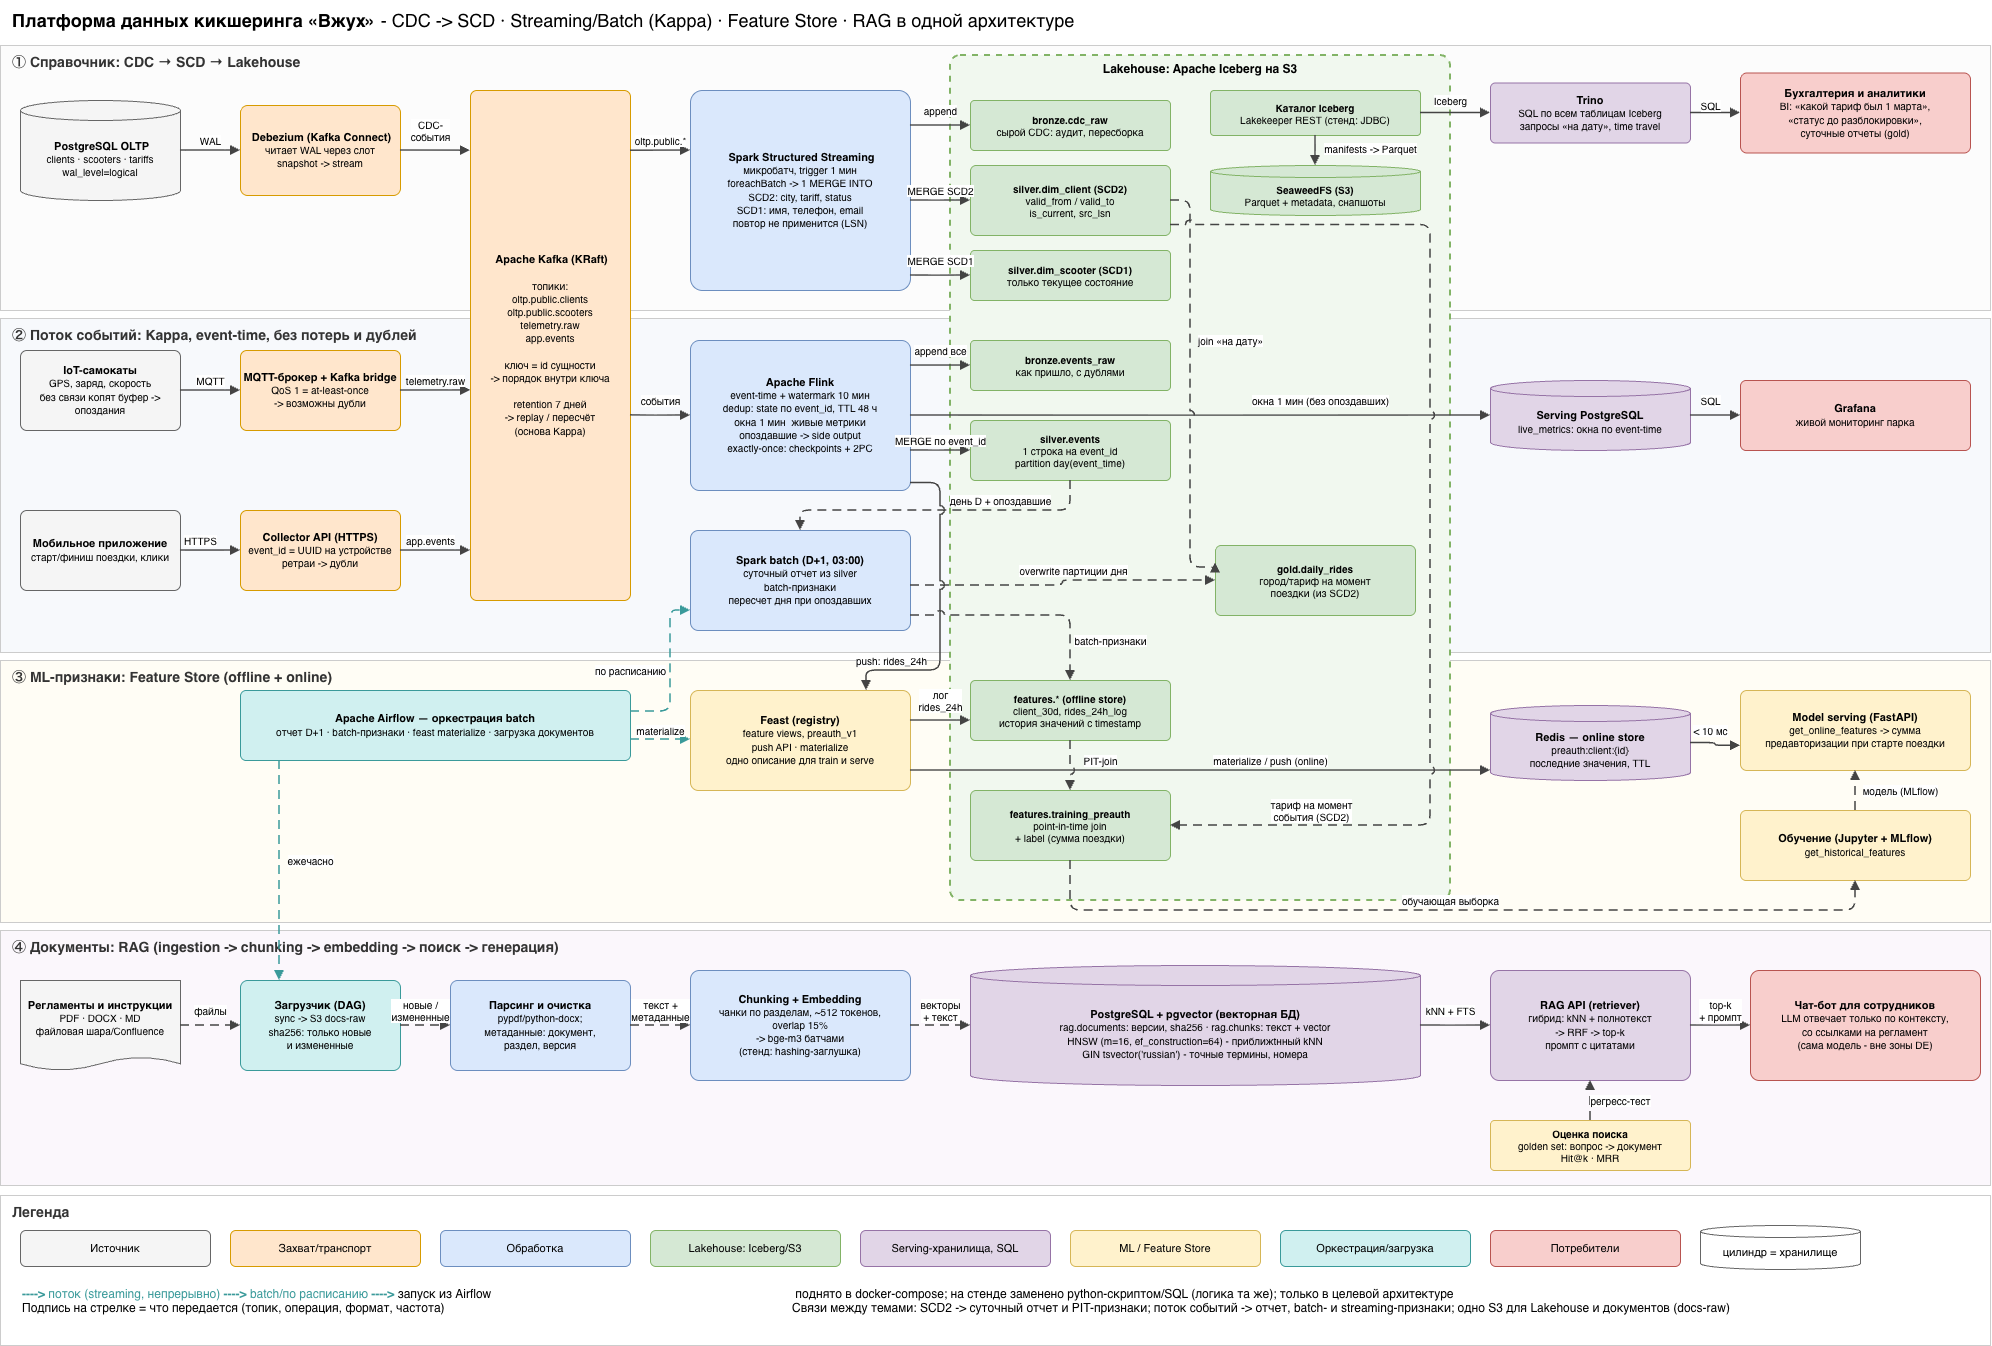 Платформа данных кикшеринга «Вжух» - CDC -> SCD · Streaming/Batch (Kappa) · Feature Store · RAG в одной архитектуре
① Справочник: CDC → SCD → Lakehouse
PostgreSQL OLTP
clients · scooters · tariffs
wal_level=logical
WAL
Debezium (Kafka Connect)
читает WAL через слот
snapshot -> stream
CDC-
события
Apache Kafka (KRaft)
топики:
oltp.public.clients
oltp.public.scooters
telemetry.raw
app.events
ключ = id сущности
-> порядок внутри ключа
retention 7 дней
-> replay / пересчёт
(основа Kappa)
oltp.public.*
Spark Structured Streaming
микробатч, trigger 1 мин
foreachBatch -> 1 MERGE INTO
SCD2: city, tariff, status
SCD1: имя, телефон, email
повтор не применится (LSN)
append
MERGE SCD2
MERGE SCD1
Lakehouse: Apache Iceberg на S3
bronze.cdc_raw
сырой CDC: аудит, пересборка
silver.dim_client (SCD2)
valid_from / valid_to
is_current, src_lsn
silver.dim_scooter (SCD1)
только текущее состояние
Каталог Iceberg
Lakekeeper REST (стенд: JDBC)
manifests -> Parquet
SeaweedFS (S3)
Parquet + metadata, снапшоты
Iceberg
Trino
SQL по всем таблицам Iceberg
запросы «на дату», time travel
SQL
Бухгалтерия и аналитики
BI: «какой тариф был 1 марта»,
«статус до разблокировки»,
суточные отчеты (gold)
② Поток событий: Kappa, event-time, без потерь и дублей
IoT-самокаты
GPS, заряд, скорость
без связи копят буфер ->
опоздания
MQTT
MQTT-брокер + Kafka bridge
QoS 1 = at-least-once
-> возможны дубли
telemetry.raw
Мобильное приложение
старт/финиш поездки, клики
HTTPS
Collector API (HTTPS)
event_id = UUID на устройстве
ретраи -> дубли
app.events
события
Apache Flink
event-time + watermark 10 мин
dedup: state по event_id, TTL 48 ч
окна 1 мин  живые метрики
опоздавшие -> side output
exactly-once: checkpoints + 2PC
append все
MERGE по event_id
bronze.events_raw
как пришло, с дублями
silver.events
1 строка на event_id
partition day(event_time)
join «на дату»
окна 1 мин (без опоздавших)
Serving PostgreSQL
live_metrics: окна по event-time
SQL
Grafana
живой мониторинг парка
день D + опоздавшие
Spark batch (D+1, 03:00)
суточный отчет из silver
batch-признаки
пересчет дня при опоздавших
overwrite партиции дня
gold.daily_rides
город/тариф на момент
поездки (из SCD2)
batch-признаки
push: rides_24h
по расписанию
③ ML-признаки: Feature Store (offline + online)
Apache Airflow — оркестрация batch
отчет D+1 · batch-признаки · feast materialize · загрузка документов
materialize
Feast (registry)
feature views, preauth_v1
push API · materialize
одно описание для train и serve
лог
rides_24h
features.* (offline store)
client_30d, rides_24h_log
история значений с timestamp
PIT-join
materialize / push (online)
features.training_preauth
point-in-time join
+ label (сумма поездки)
тариф на момент
события (SCD2)
Redis — online store
preauth:client:{id}
последние значения, TTL
< 10 мс
Model serving (FastAPI)
get_online_features -> сумма
предавторизации при старте поездки
модель (MLflow)
Обучение (Jupyter + MLflow)
get_historical_features
обучающая выборка
ежечасно
④ Документы: RAG (ingestion -> chunking -> embedding -> поиск -> генерация)
Регламенты и инструкции
PDF · DOCX · MD
файловая шара/Confluence
файлы
Загрузчик (DAG)
sync -> S3 docs-raw
sha256: только новые
и измененные
новые /
измененные
Парсинг и очистка
pypdf/python-docx;
метаданные: документ,
раздел, версия
текст +
метаданные
Chunking + Embedding
чанки по разделам, ~512 токенов,
overlap 15%
-> bge-m3 батчами
(стенд: hashing-заглушка)
векторы
+ текст
PostgreSQL + pgvector (векторная БД)
rag.documents: версии, sha256 · rag.chunks: текст + vector
HNSW (m=16, ef_construction=64) - приближtнный kNN
GIN tsvector('russian') - точные термины, номера
kNN + FTS
RAG API (retriever)
гибрид: kNN + полнотекст
-> RRF -> top-k
промпт с цитатами
top-k
+ промпт
Чат-бот для сотрудников
LLM отвечает только по контексту,
со ссылками на регламент
(сама модель - вне зоны DE)
регресс-тест
Оценка поиска
golden set: вопрос -> документ
Hit@k · MRR
Легенда
Источник
Захват/транспорт
Обработка
Lakehouse: Iceberg/S3
Serving-хранилища, SQL
ML / Feature Store
Оркестрация/загрузка
Потребители
цилиндр = хранилище
----> поток (streaming, непрерывно) ----> batch/по расписанию ----> запуск из Airflow
Подпись на стрелке = что передается (топик, операция, формат, частота)
поднято в docker-compose; на стенде заменено python-скриптом/SQL (логика та же); только в целевой архитектуре
Связи между темами: SCD2 -> суточный отчет и PIT-признаки; поток событий -> отчет, batch- и streaming-признаки; одно S3 для Lakehouse и документов (docs-raw)